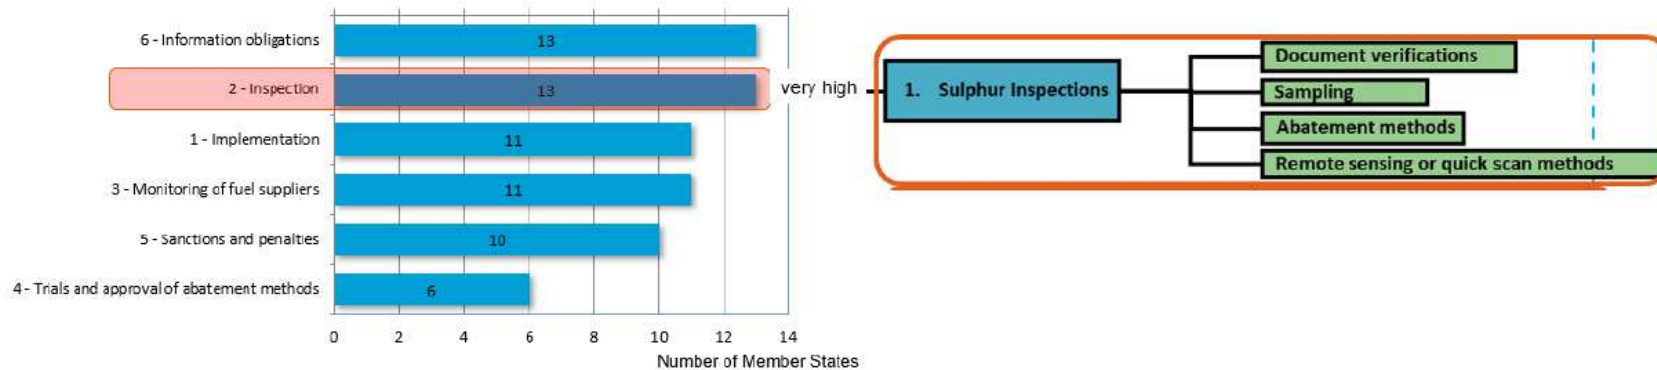 6 - Information obligations
13
2 - Inspection
13
very high
1 - Implementation
11
3 - Monitoring of fuel suppliers
11
5 - Sanctions and penalties
10
4 - Trials and approval of abatement methods
6
0 2 4 6 8 10 12 14
Number of Member States
1. Sulphur Inspections
Document verifications
Sampling
Abatement methods
Remote sensing or quick scan methods